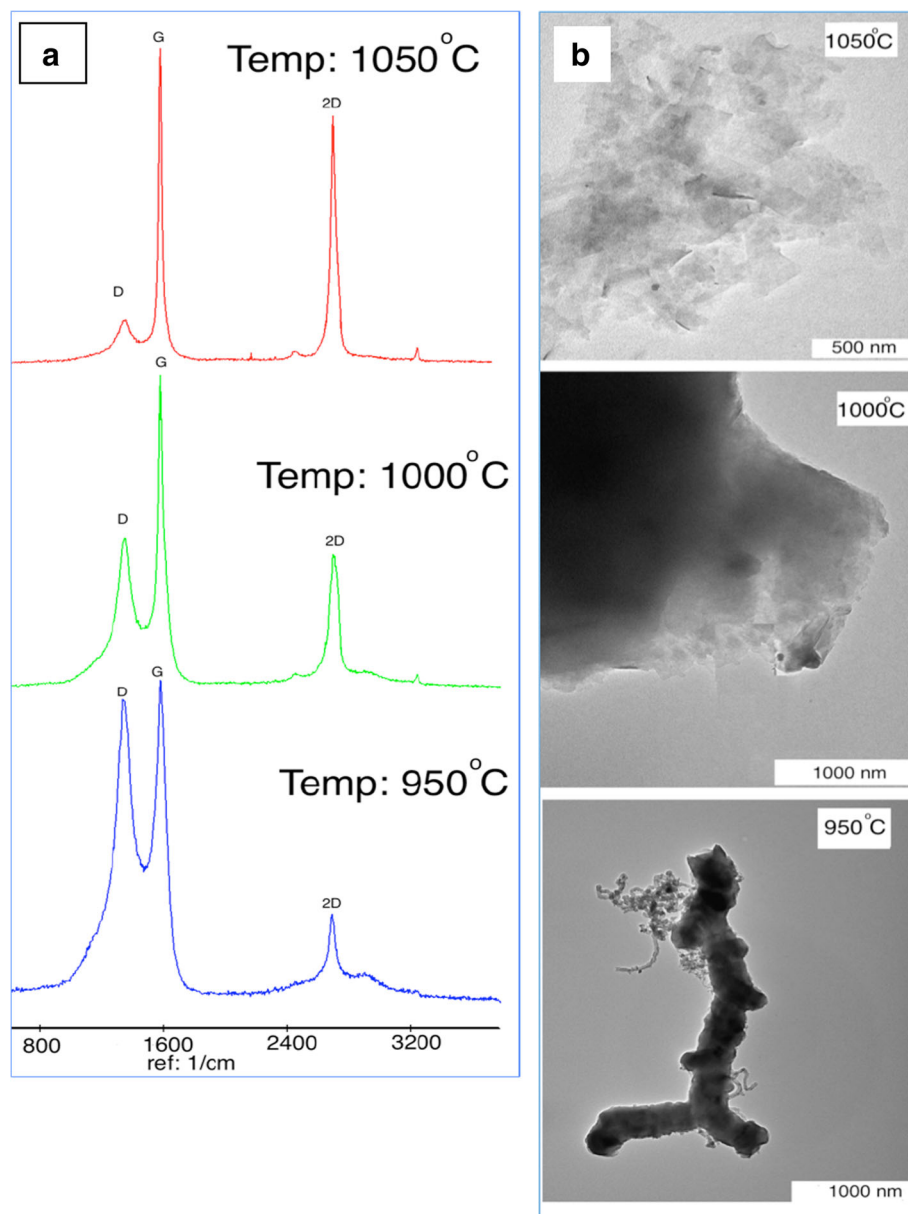 a
G
Temp: 1050°C
2D
D
G
Temp: 1000°C
D
2D
D
G
Temp: 950°C
2D
800 1600 2400 3200
ref: 1/cm
b
1050°C
500 nm
1000°C
1000 nm
950°C
1000 nm